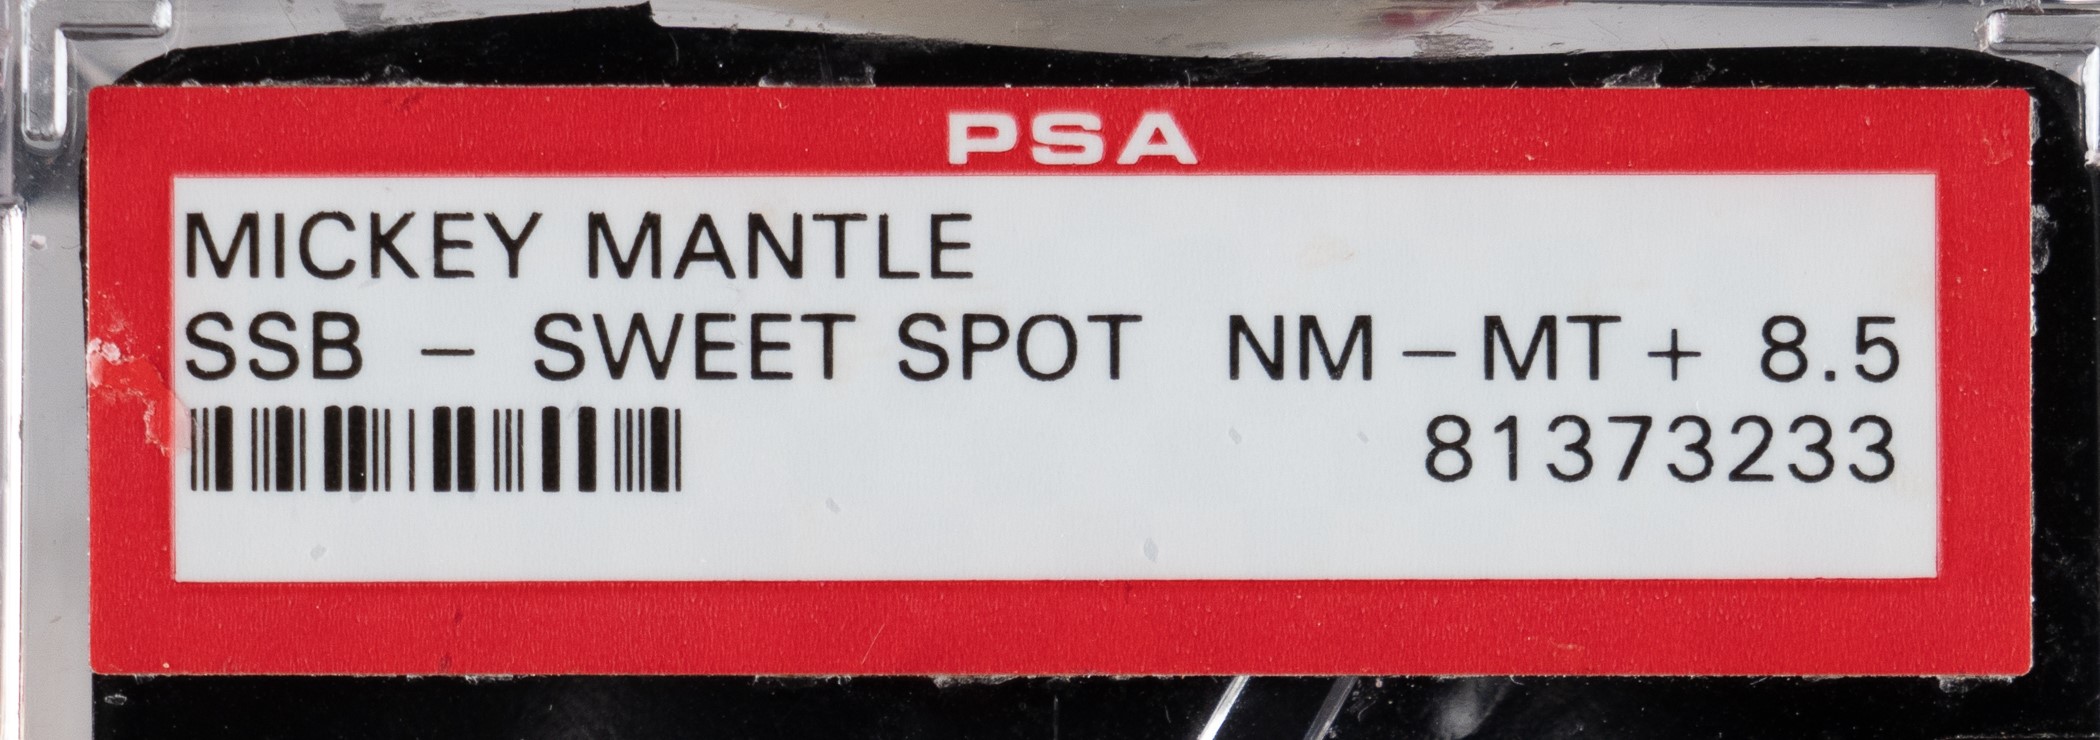 PSA
MICKEY MANTLE
SSB - SWEET SPOT NM-MT+ 8.5
81373233